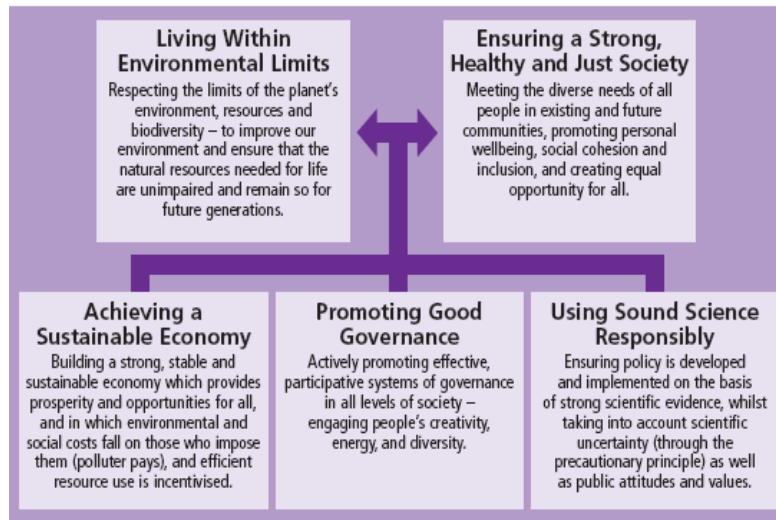 Living Within
Environmental Limits
Respecting the limits of the planet's
environment, resources and
biodiversity – to improve our
environment and ensure that the
natural resources needed for life
are unimpaired and remain so for
future generations.
Ensuring a Strong,
Healthy and Just Society
Meeting the diverse needs of all
people in existing and future
communities, promoting personal
wellbeing, social cohesion and
inclusion, and creating equal
opportunity for all.
Achieving a
Sustainable Economy
Building a strong, stable and
sustainable economy which provides
prosperity and opportunities for all,
and in which environmental and
social costs fall on those who impose
them (polluter pays), and efficient
resource use is incentivised.
Promoting Good
Governance
Actively promoting effective,
participative systems of governance
in all levels of society –
engaging people's creativity,
energy, and diversity.
Using Sound Science
Responsibly
Ensuring policy is developed
and implemented on the basis
of strong scientific evidence, whilst
taking into account scientific
uncertainty (through the
precautionary principle) as well
as public attitudes and values.